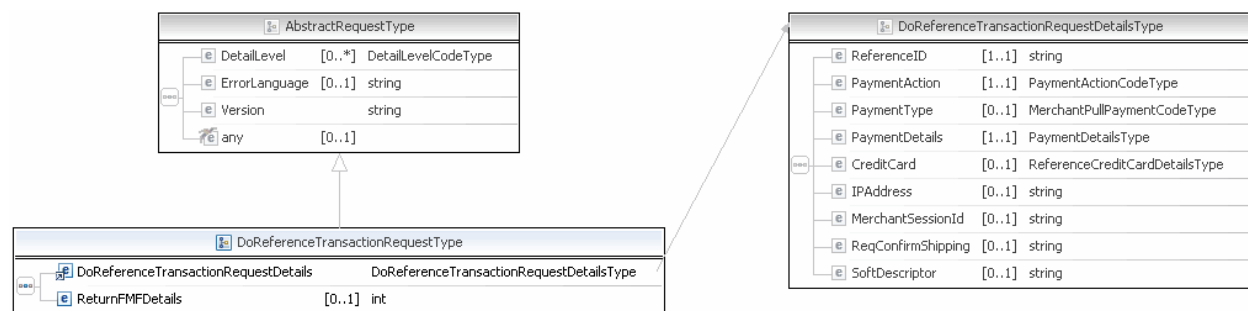 AbstractRequestType
DetailLevel [0..*] DetailLevelCodeType
ErrorLanguage [0..1] string
Version string
any [0..1]
DoReferenceTransactionRequestType
DoReferenceTransactionRequestDetails DoReferenceTransactionRequestDetailsType
ReturnFMFDetails [0..1] int
DoReferenceTransactionRequestDetailsType
ReferenceID [1..1] string
PaymentAction [1..1] PaymentActionCodeType
PaymentType [0..1] MerchantPullPaymentCodeType
PaymentDetails [1..1] PaymentDetailsType
CreditCard [0..1] ReferenceCreditCardDetailsType
IPAddress [0..1] string
MerchantSessionId [0..1] string
ReqConfirmShipping [0..1] string
SoftDescriptor [0..1] string